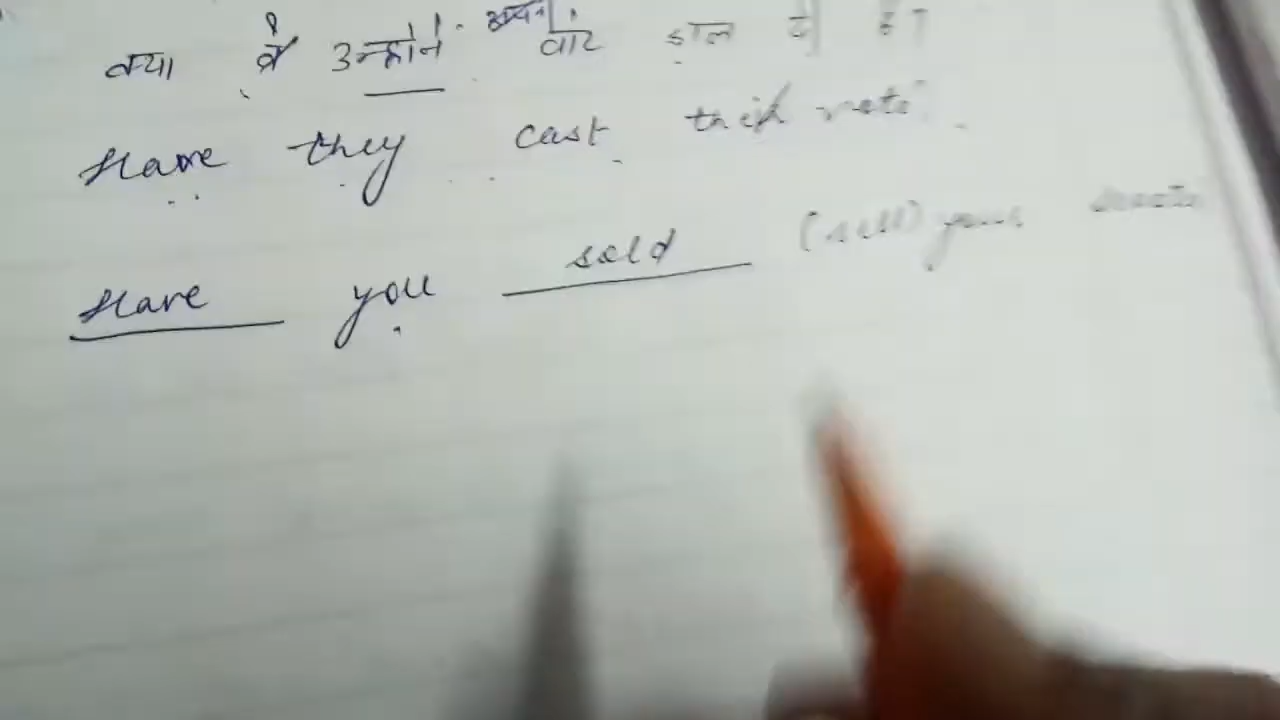 क्या उन्होने वोट डाल दी है
Have they cast their vote
Have you sold (sell) your